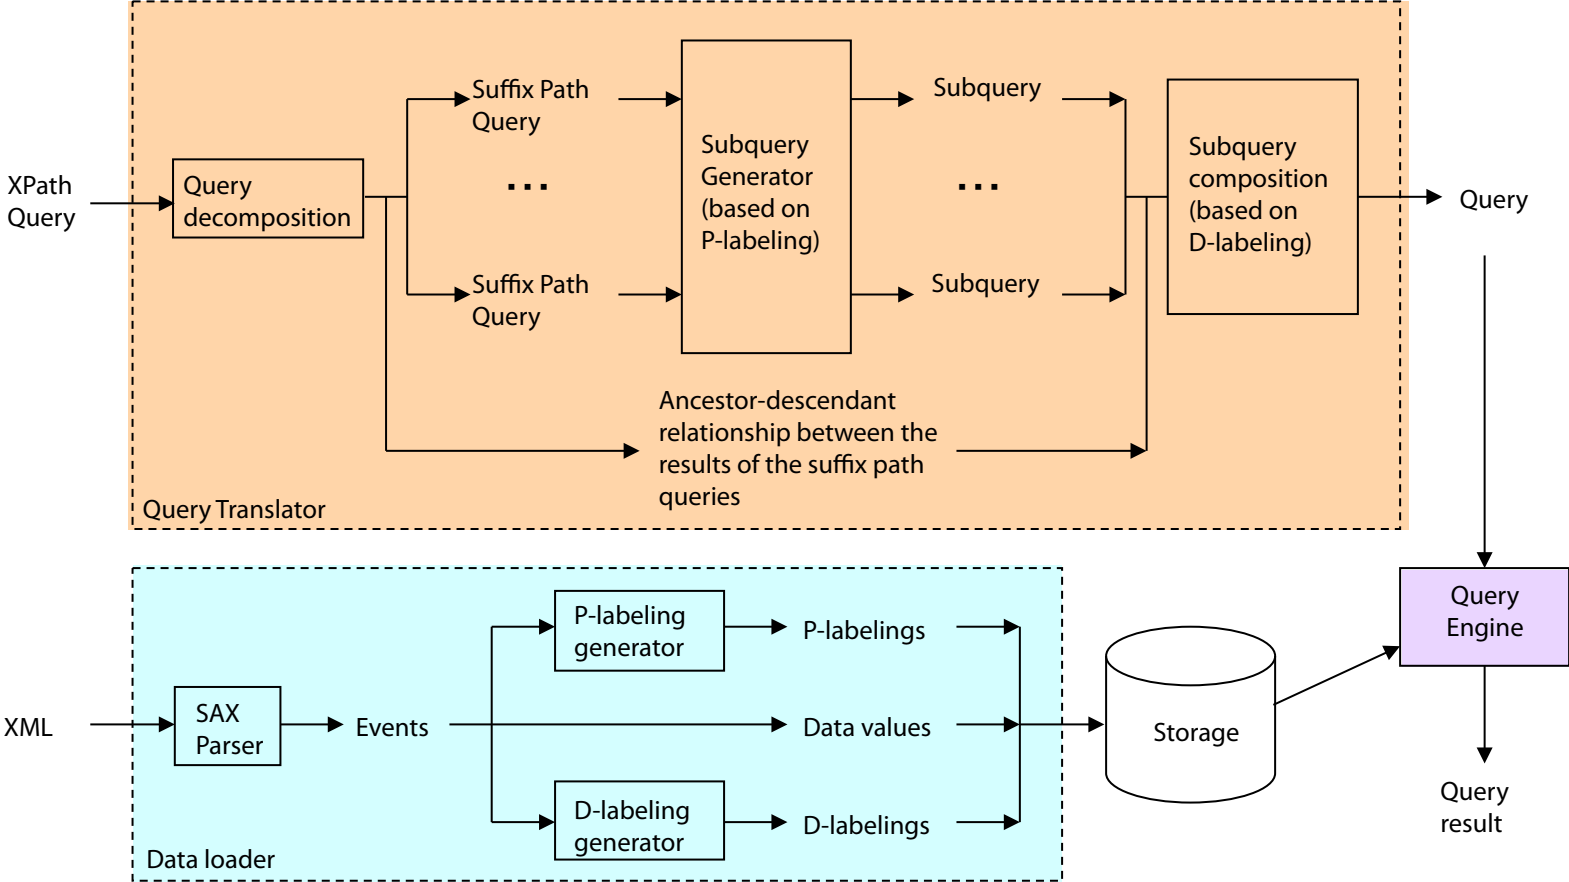 XPath
Query
Query
decomposition
Suffix Path
Query
...
Suffix Path
Query
Subquery
Generator
(based on
P-labeling)
Subquery
...
Subquery
Subquery
composition
(based on
D-labeling)
Query
Ancestor-descendant
relationship between the
results of the suffix path
queries
Query Translator
XML
SAX
Parser
Events
P-labeling
generator
P-labelings
Data values
D-labeling
generator
D-labelings
Data loader
Storage
Query
Engine
Query
result